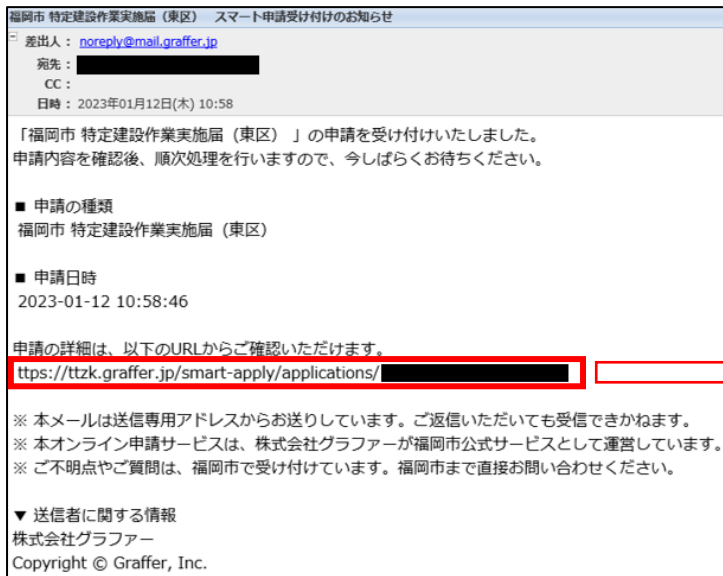 福岡市 特定建設作業実施届（東区） スマート申請受け付けのお知らせ
差出人： noreply@mail.graffer.jp
宛先：
CC：
日時： 2023年01月12日(木) 10:58
「福岡市 特定建設作業実施届（東区） 」の申請を受け付けいたしました。
申請内容を確認後、順次処理を行いますので、今しばらくお待ちください。
■ 申請の種類
福岡市 特定建設作業実施届（東区）
■ 申請日時
2023-01-12 10:58:46
申請の詳細は、以下のURLからご確認いただけます。
ttps://ttzk.graffer.jp/smart-apply/applications/
※ 本メールは送信専用アドレスからお送りしています。ご返信いただいても受信できかねます。
※ 本オンライン申請サービスは、株式会社グラファーが福岡市公式サービスとして運営しています。
※ ご不明点やご質問は、福岡市で受け付けています。福岡市まで直接お問い合わせください。
▼ 送信者に関する情報
株式会社グラファー
Copyright © Graffer, Inc.